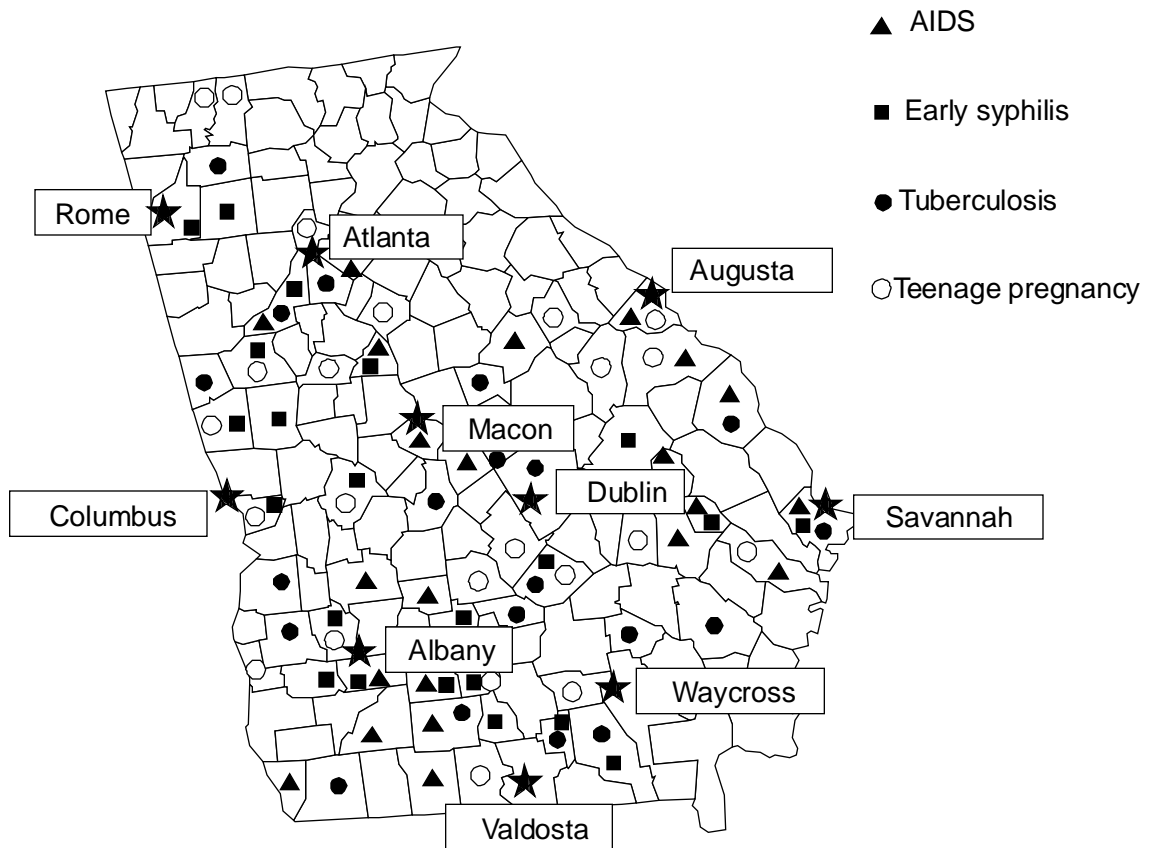 AIDS
Early syphilis
Tuberculosis
Teenage pregnancy
Rome
Atlanta
Augusta
Macon
Dublin
Columbus
Savannah
Albany
Waycross
Valdosta